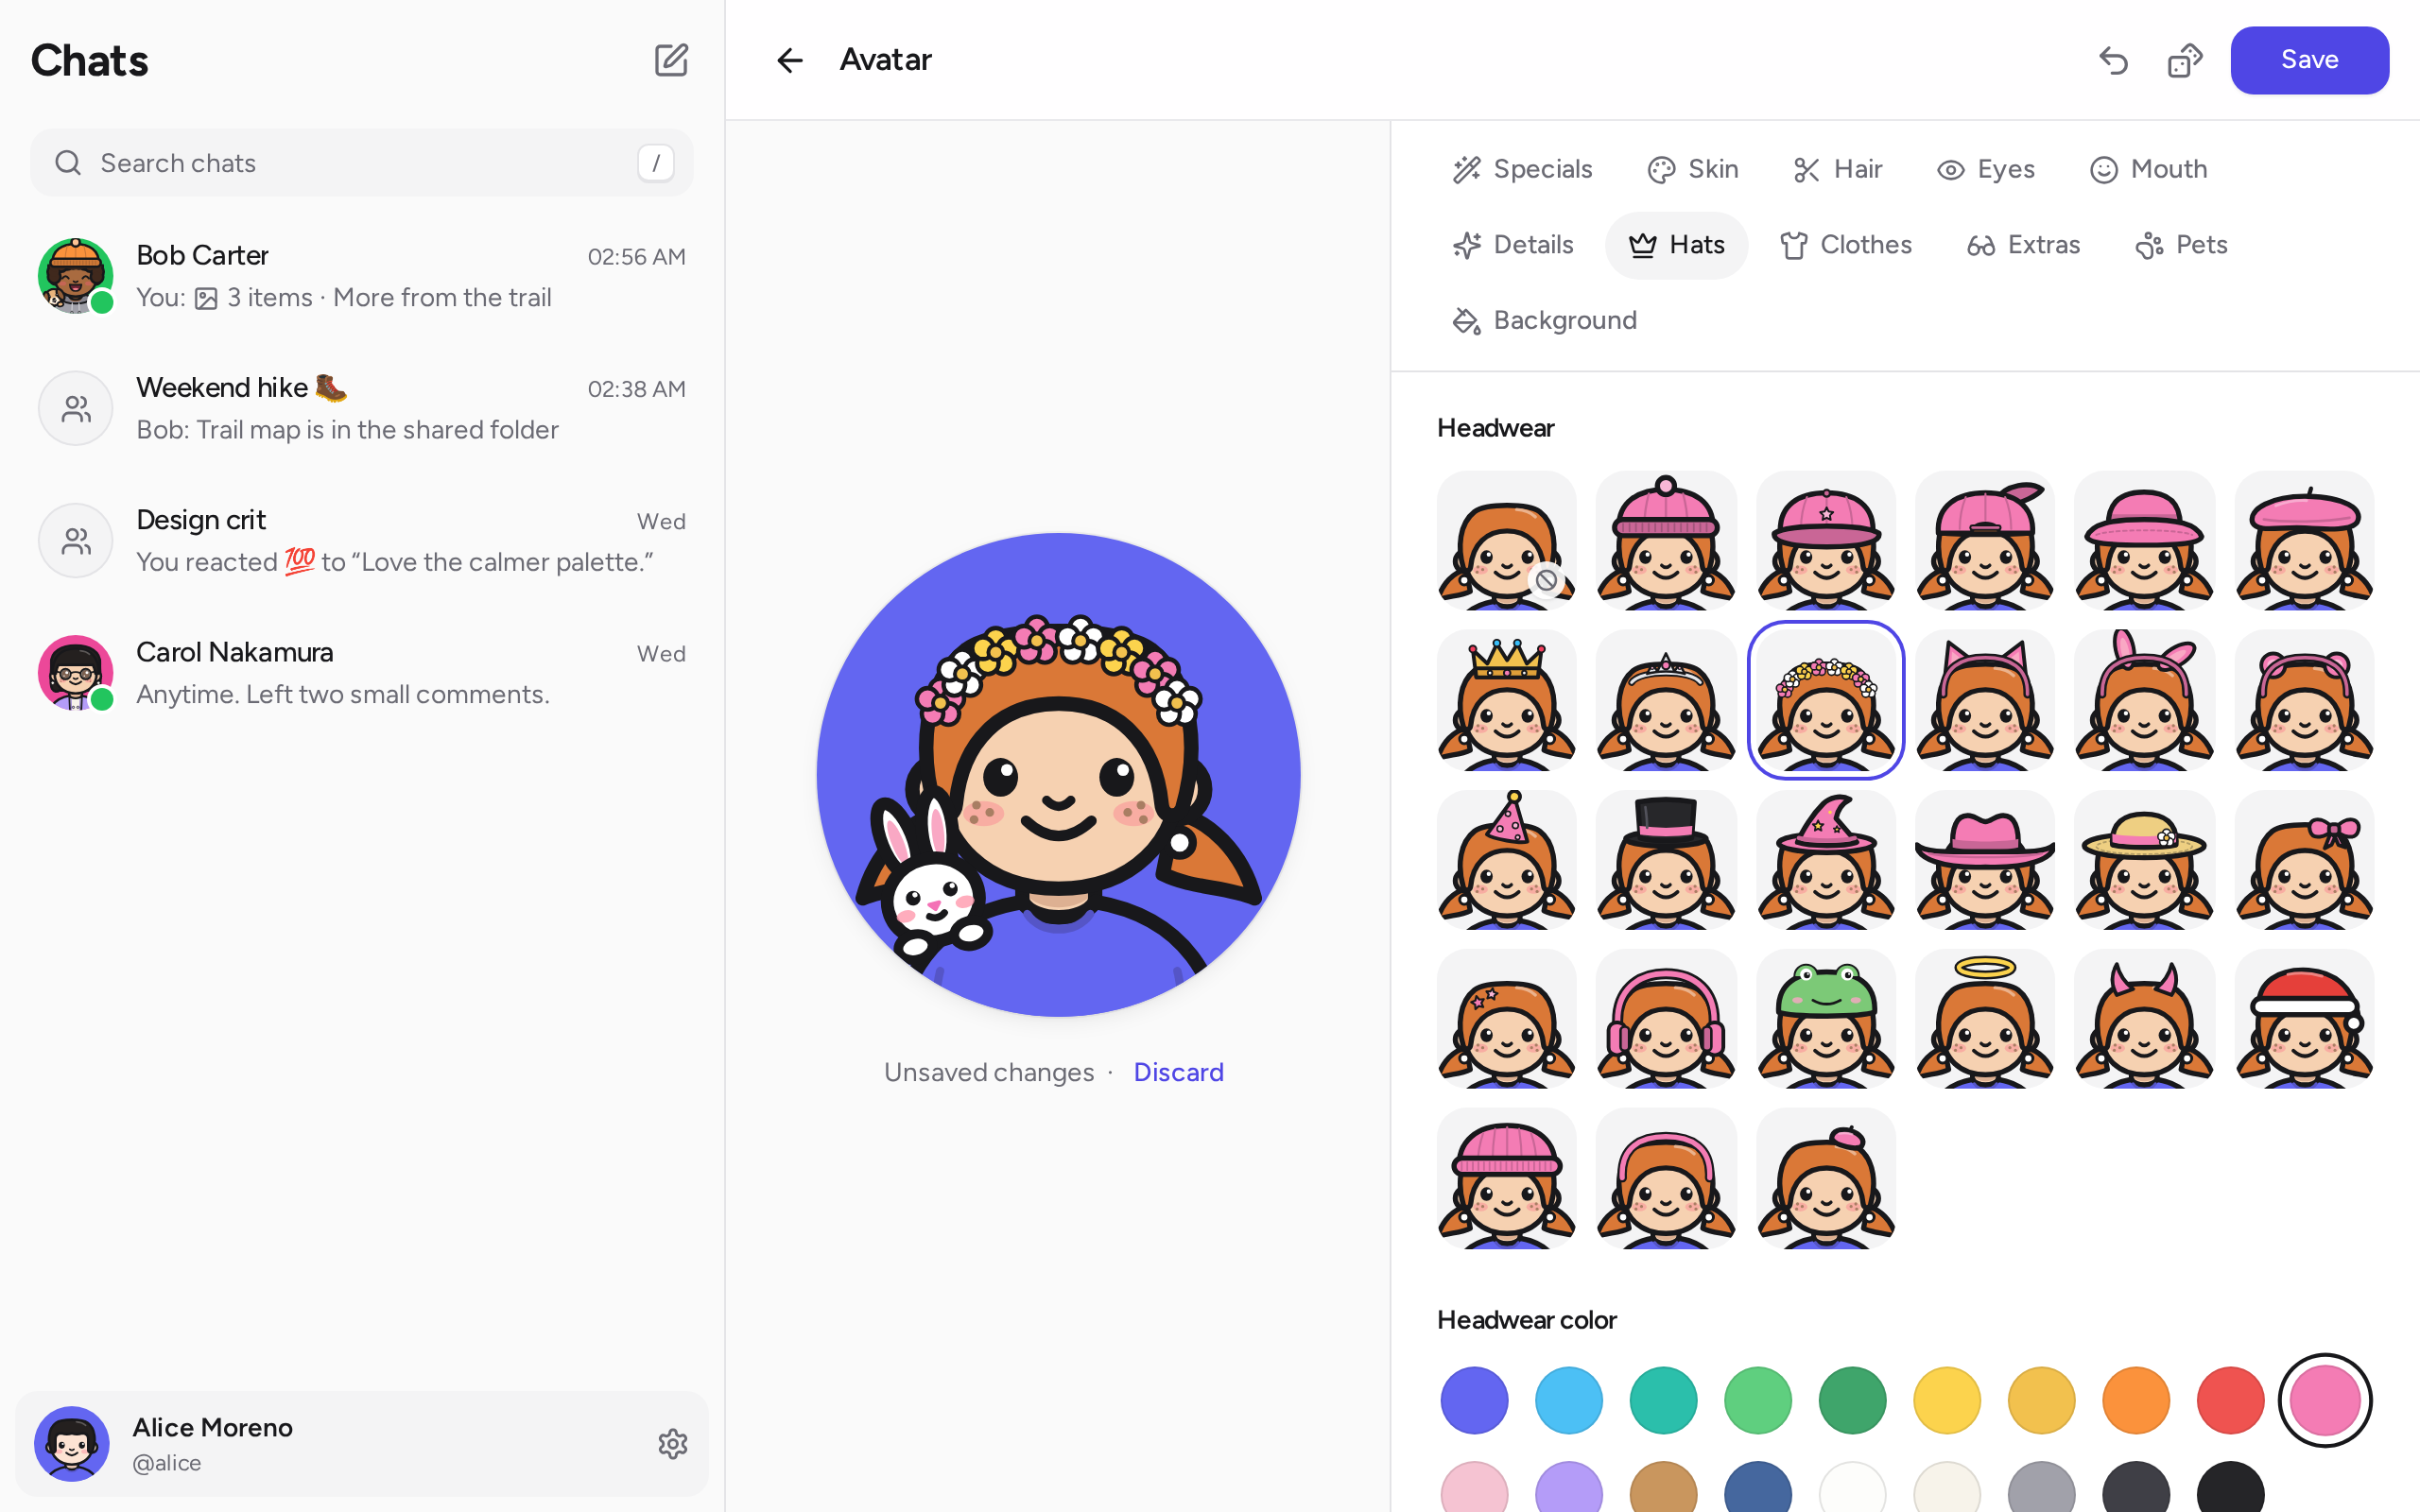 Chats
Search chats
/
Bob Carter
02:56 AM
You: 3 items · More from the trail
Weekend hike 🥾
02:38 AM
Bob: Trail map is in the shared folder
Design crit
Wed
You reacted 💯 to “Love the calmer palette.”
Carol Nakamura
Wed
Anytime. Left two small comments.
Alice Moreno
@alice
Avatar
Save
Unsaved changes · Discard
Specials
Skin
Hair
Eyes
Mouth
Details
Hats
Clothes
Extras
Pets
Background
Headwear
Headwear color